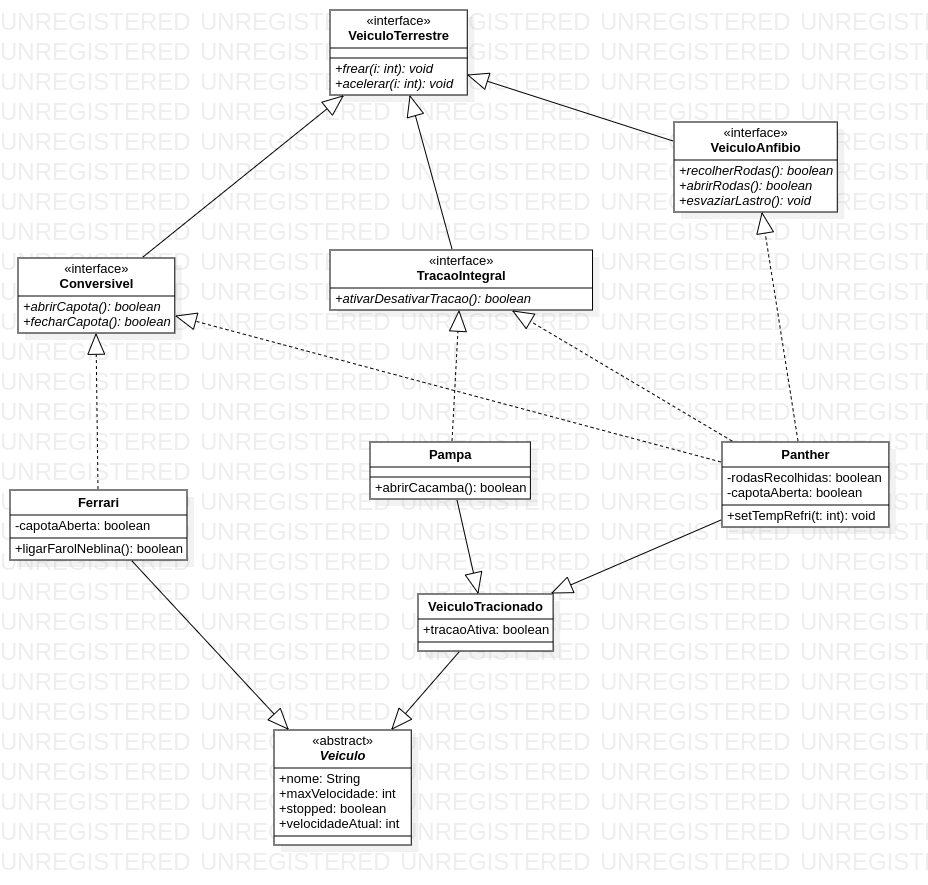 «interface»
VeiculoTerrestre
+frear(i: int): void
+acelerar(i: int): void
«interface»
VeiculoAnfibio
+recolherRodas(): boolean
+abrirRodas(): boolean
+esvaziarLastro(): void
«interface»
Conversivel
+abrirCapota(): boolean
+fecharCapota(): boolean
«interface»
TracaoIntegral
+ativarDesativarTracao(): boolean
Pampa
+abrirCacamba(): boolean
Panther
-rodasRecolhidas: boolean
-capotaAberta: boolean
+setTempRefri(t: int): void
Ferrari
-capotaAberta: boolean
+ligarFarolNeblina(): boolean
VeiculoTracionado
+tracaoAtiva: boolean
«abstract»
Veiculo
+nome: String
+maxVelocidade: int
+stopped: boolean
+velocidadeAtual: int
UNREGISTERED